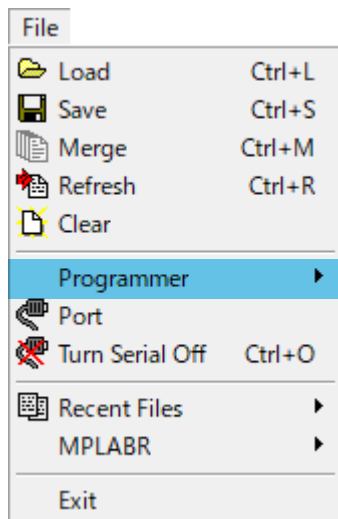 File
Load Ctrl+L
Save Ctrl+S
Merge Ctrl+M
Refresh Ctrl+R
Clear
Programmer
Port
Turn Serial Off Ctrl+O
Recent Files
MPLABR
Exit